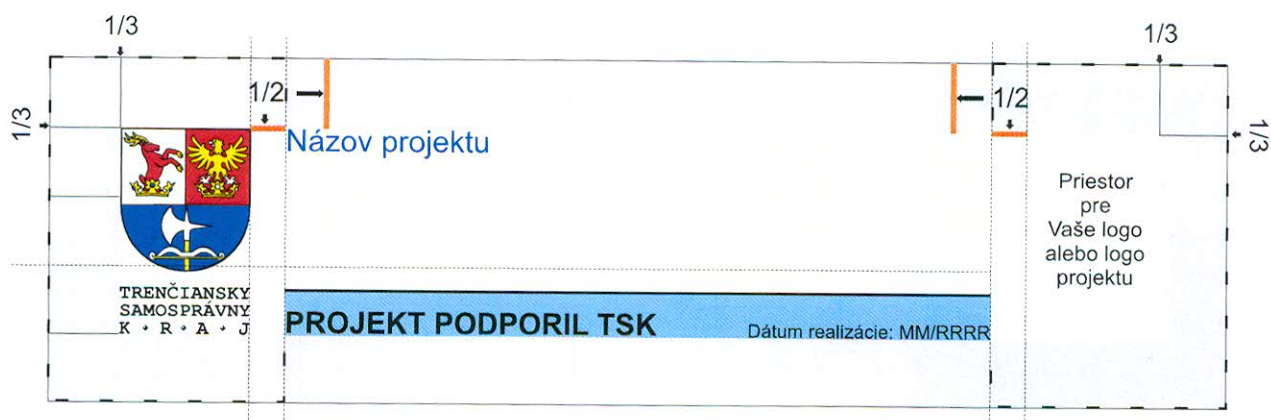 1/3
1/3
1/2
1/2
1/3
1/3
Názov projektu
Priestor
pre
Vaše logo
alebo logo
projektu
TRENČIANSKY
SAMOSPRÁVNY
K · R · A · J
PROJEKT PODPORIL TSK
Dátum realizácie: MM/RRRR